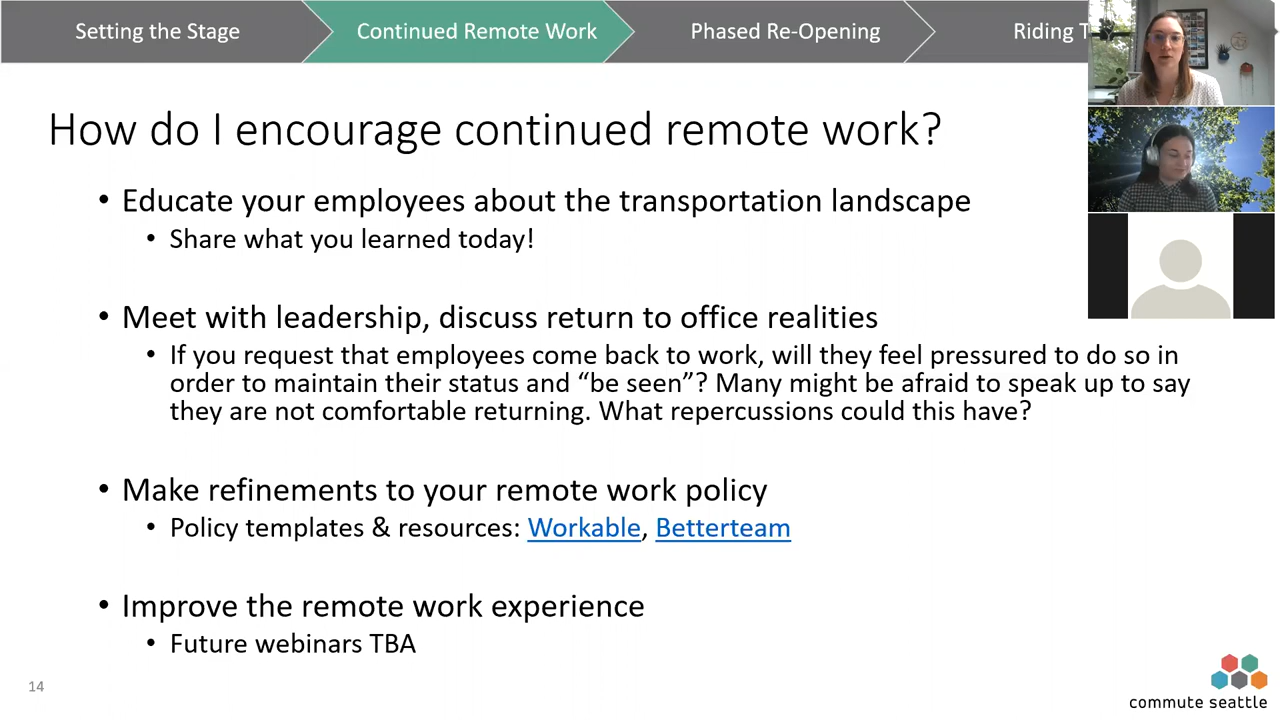 Setting the Stage
Continued Remote Work
Phased Re-Opening
Riding T
How do I encourage continued remote work?
• Educate your employees about the transportation landscape
• Share what you learned today!
• Meet with leadership, discuss return to office realities
• If you request that employees come back to work, will they feel pressured to do so in
order to maintain their status and “be seen”? Many might be afraid to speak up to say
they are not comfortable returning. What repercussions could this have?
• Make refinements to your remote work policy
• Policy templates & resources: Workable, Betterteam
• Improve the remote work experience
• Future webinars TBA
14
commute seattle